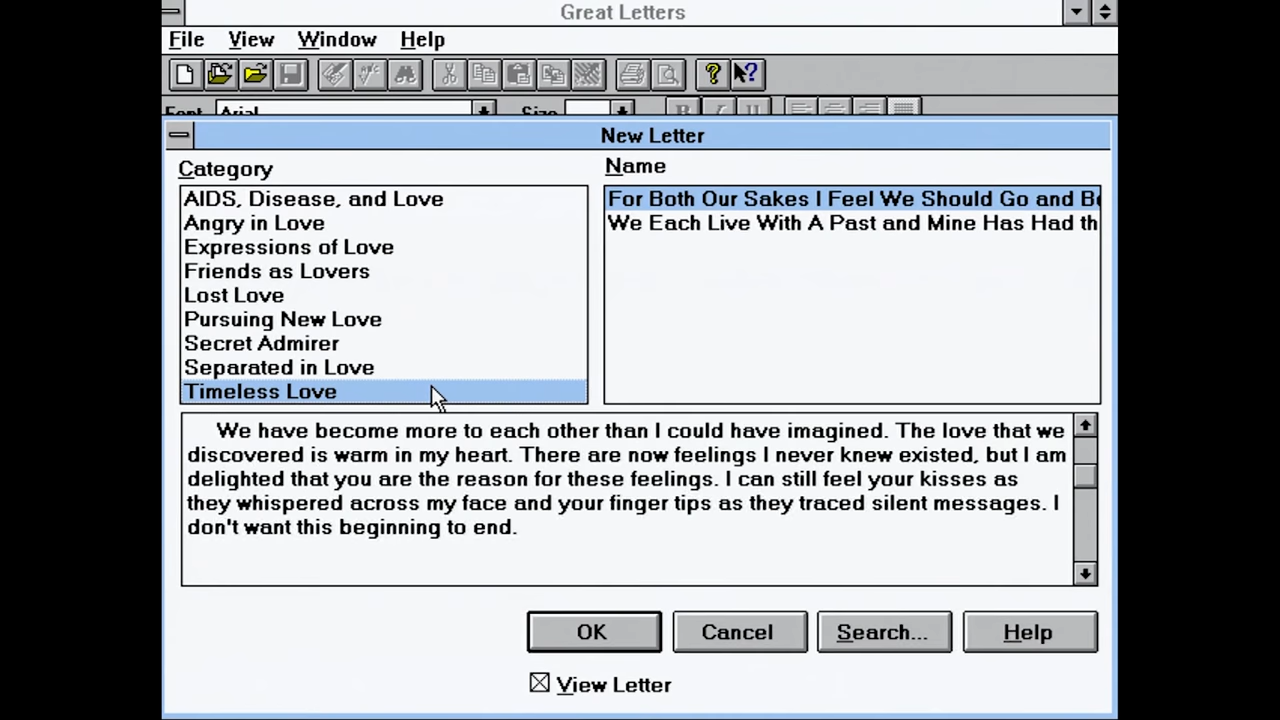 Great Letters
File View Window Help
Font Arial Size B I U
New Letter
Category
AIDS, Disease, and Love
Angry in Love
Expressions of Love
Friends as Lovers
Lost Love
Pursuing New Love
Secret Admirer
Separated in Love
Timeless Love
Name
For Both Our Sakes I Feel We Should Go and
We Each Live With A Past and Mine Has Had
We have become more to each other than I could have imagined. The love that we
discovered is warm in my heart. There are now feelings I never knew existed, but I am
delighted that you are the reason for these feelings. I can still feel your kisses as
they whispered across my face and your finger tips as they traced silent messages. I
don't want this beginning to end.
OK Cancel Search... Help
View Letter